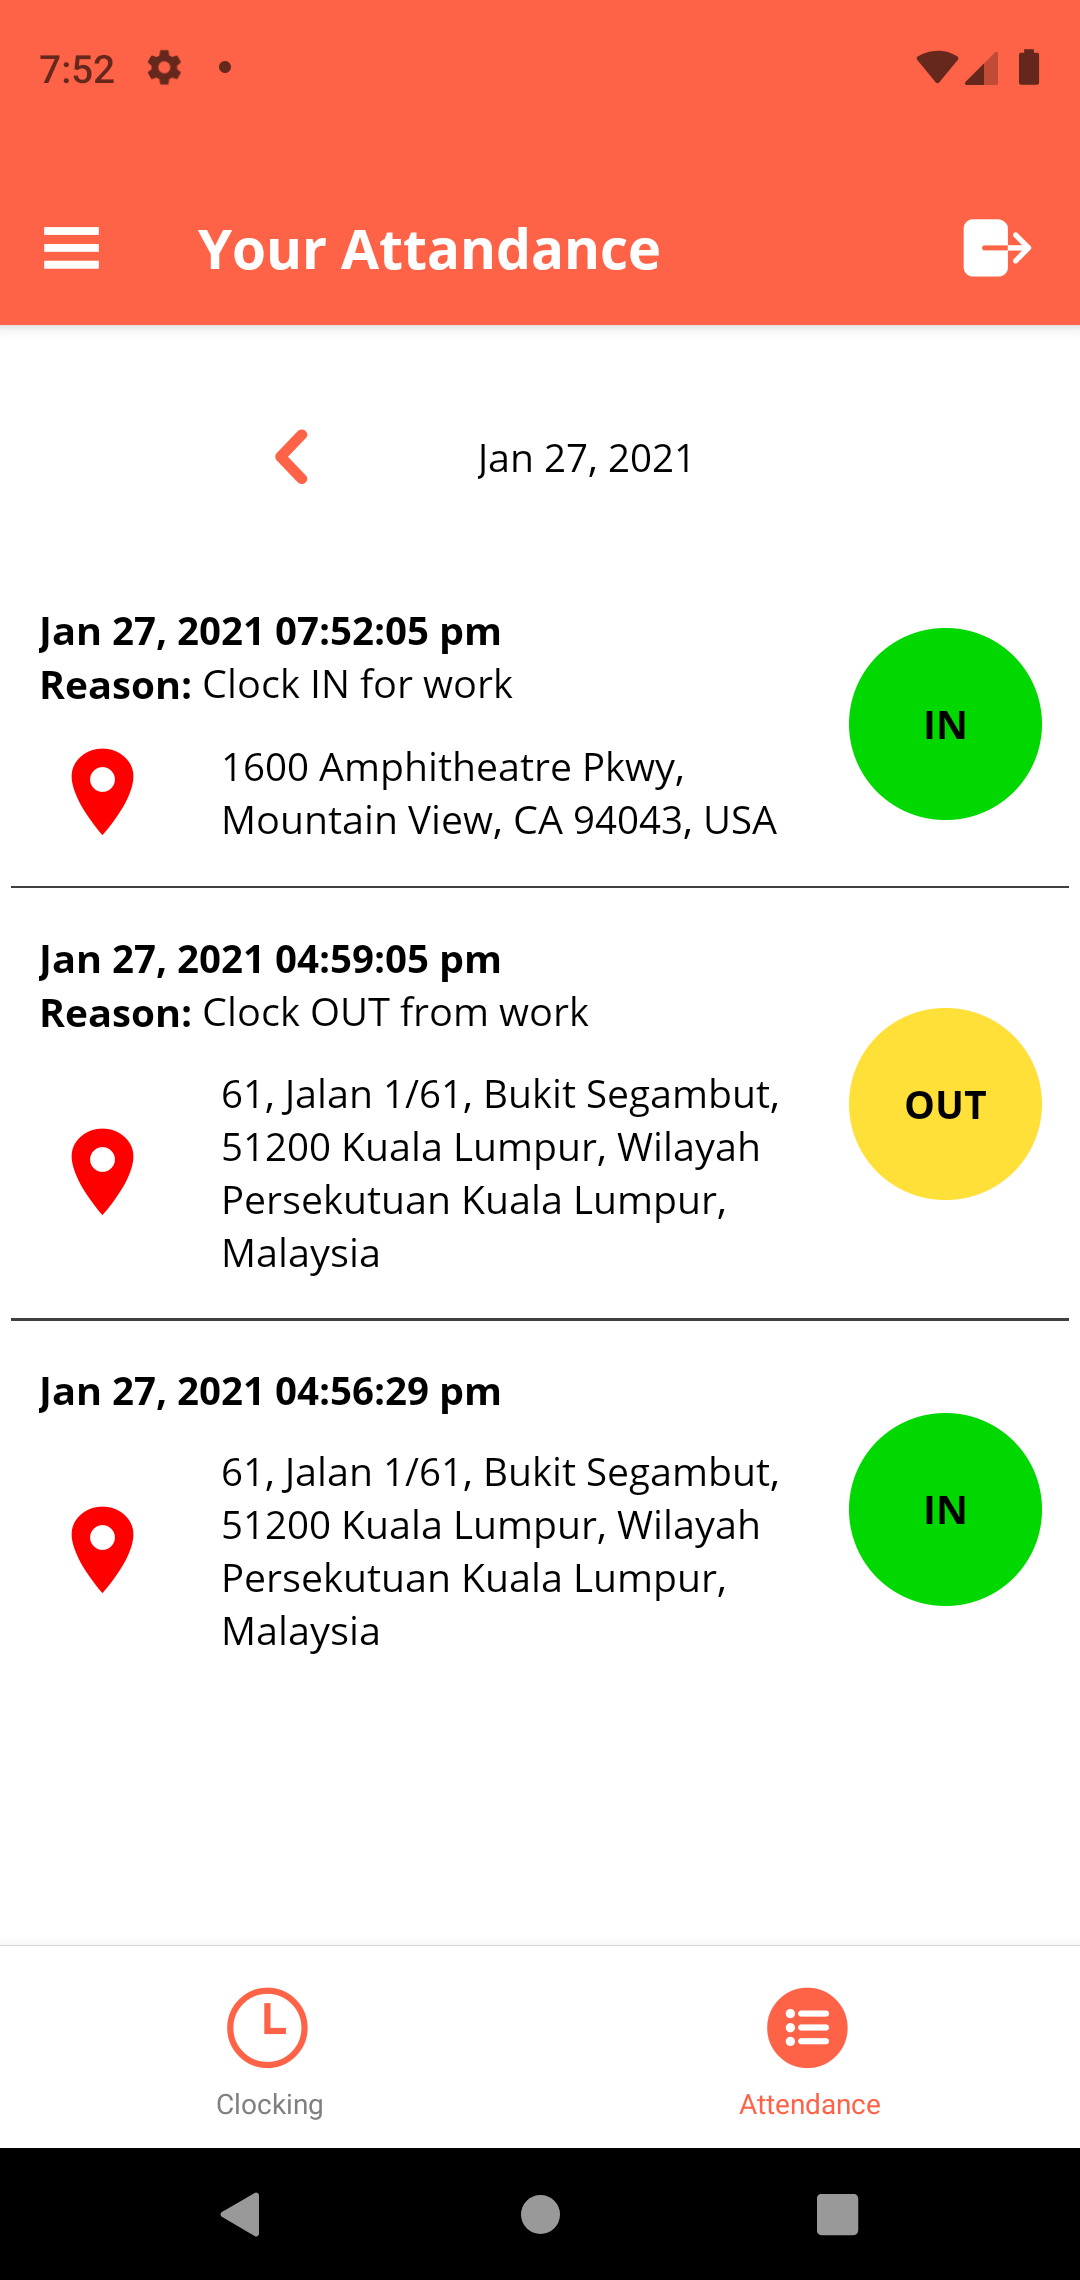 7:52
Your Attandance
Jan 27, 2021
Jan 27, 2021 07:52:05 pm
Reason: Clock IN for work
1600 Amphitheatre Pkwy,
Mountain View, CA 94043, USA
IN
Jan 27, 2021 04:59:05 pm
Reason: Clock OUT from work
61, Jalan 1/61, Bukit Segambut,
51200 Kuala Lumpur, Wilayah
Persekutuan Kuala Lumpur,
Malaysia
OUT
Jan 27, 2021 04:56:29 pm
61, Jalan 1/61, Bukit Segambut,
51200 Kuala Lumpur, Wilayah
Persekutuan Kuala Lumpur,
Malaysia
IN
Clocking
Attendance